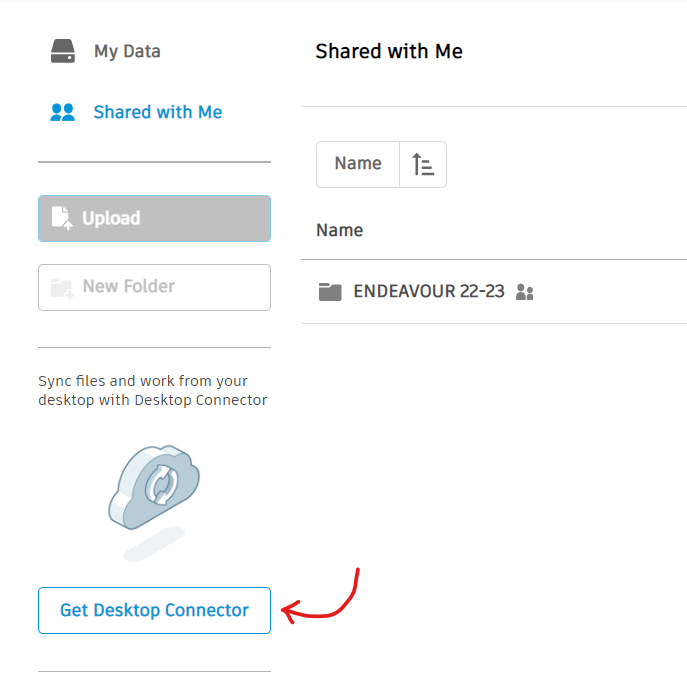 My Data
Shared with Me
Upload
New Folder
Sync files and work from your
desktop with Desktop Connector
Get Desktop Connector
Shared with Me
Name
Name
ENDEAVOUR 22-23